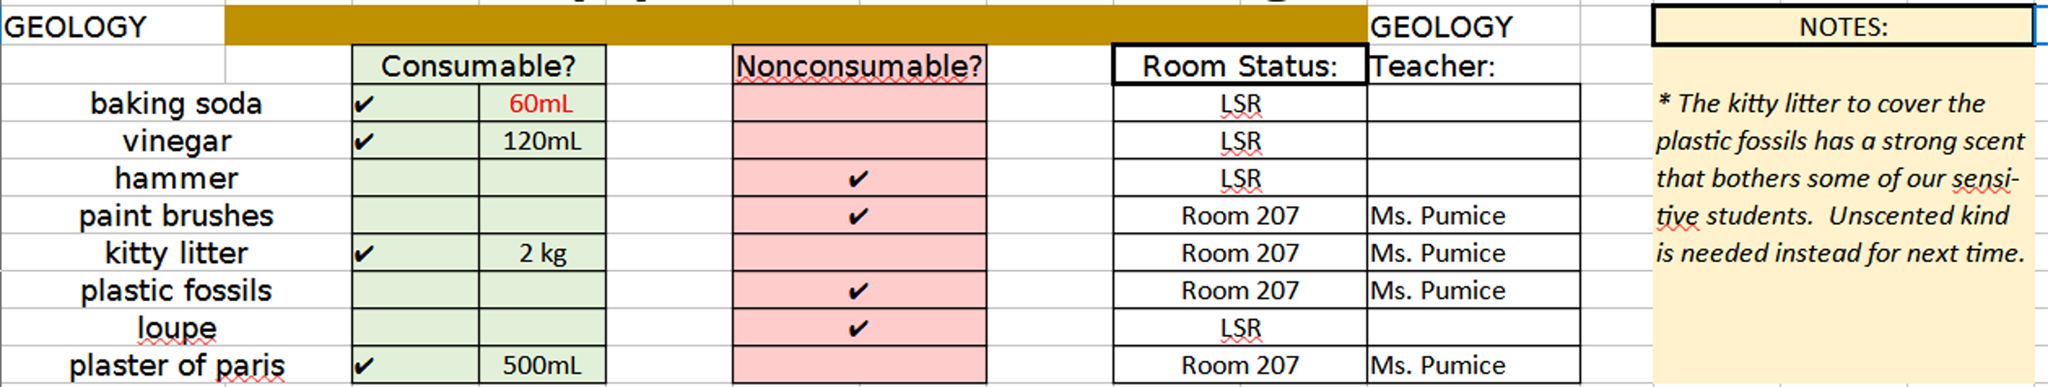 GEOLOGY GEOLOGY NOTES:
Consumable? Nonconsumable? Room Status: Teacher:
baking soda ✔ 60mL LSR
vinegar ✔ 120mL LSR
hammer ✔ LSR
paint brushes ✔ Room 207 Ms. Pumice
kitty litter ✔ 2 kg Room 207 Ms. Pumice
plastic fossils ✔ Room 207 Ms. Pumice
loupe ✔ LSR
plaster of paris ✔ 500mL Room 207 Ms. Pumice
* The kitty litter to cover the
plastic fossils has a strong scent
that bothers some of our sensi-
tive students.  Unscented kind
is needed instead for next time.